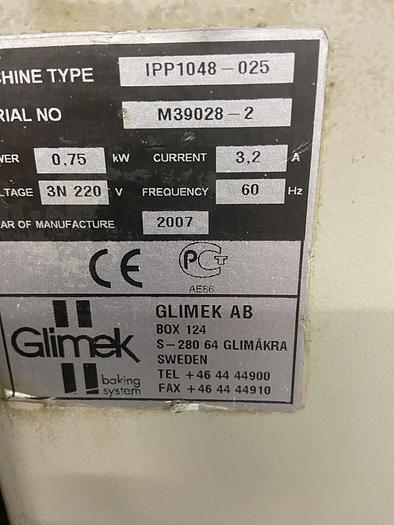 CHINE TYPE IPP1048-025
RIAL NO M39028-2
WER 0,75 kW CURRENT 3,2 A
LTAGE 3N 220 V FREQUENCY 60 Hz
AR OF MANUFACTURE 2007
CE PCT
AE86
Glimek
baking
system
GLIMEK AB
BOX 124
S-280 64 GLIMÅKRA
SWEDEN
TEL +46 44 44900
FAX +46 44 44910